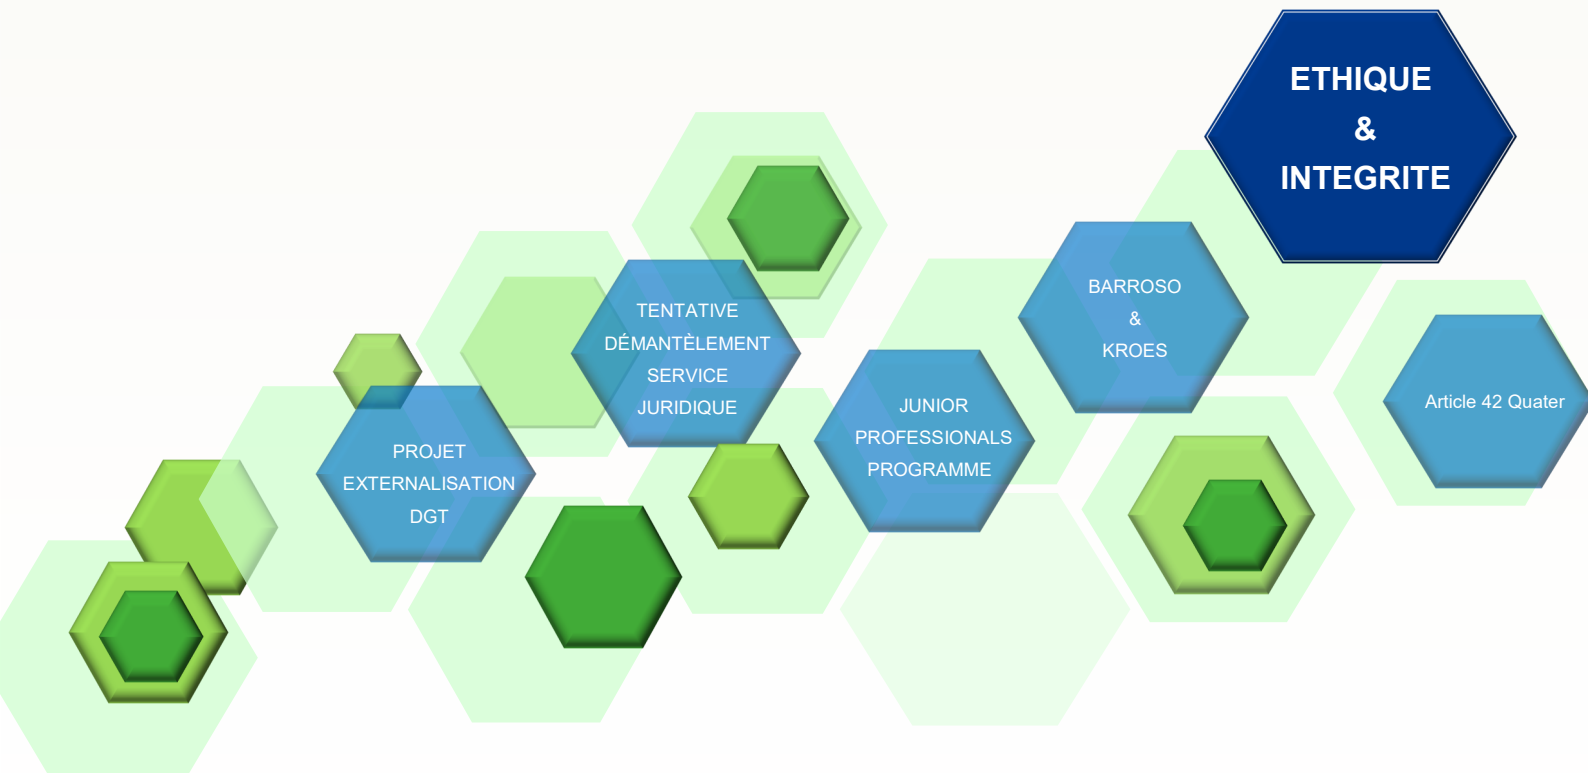 ETHIQUE
&
INTEGRITE
BARROSO
&
KROES
TENTATIVE
DÉMANTÈLEMENT
SERVICE
JURIDIQUE
JUNIOR
PROFESSIONALS
PROGRAMME
Article 42 Quater
PROJET
EXTERNALISATION
DGT